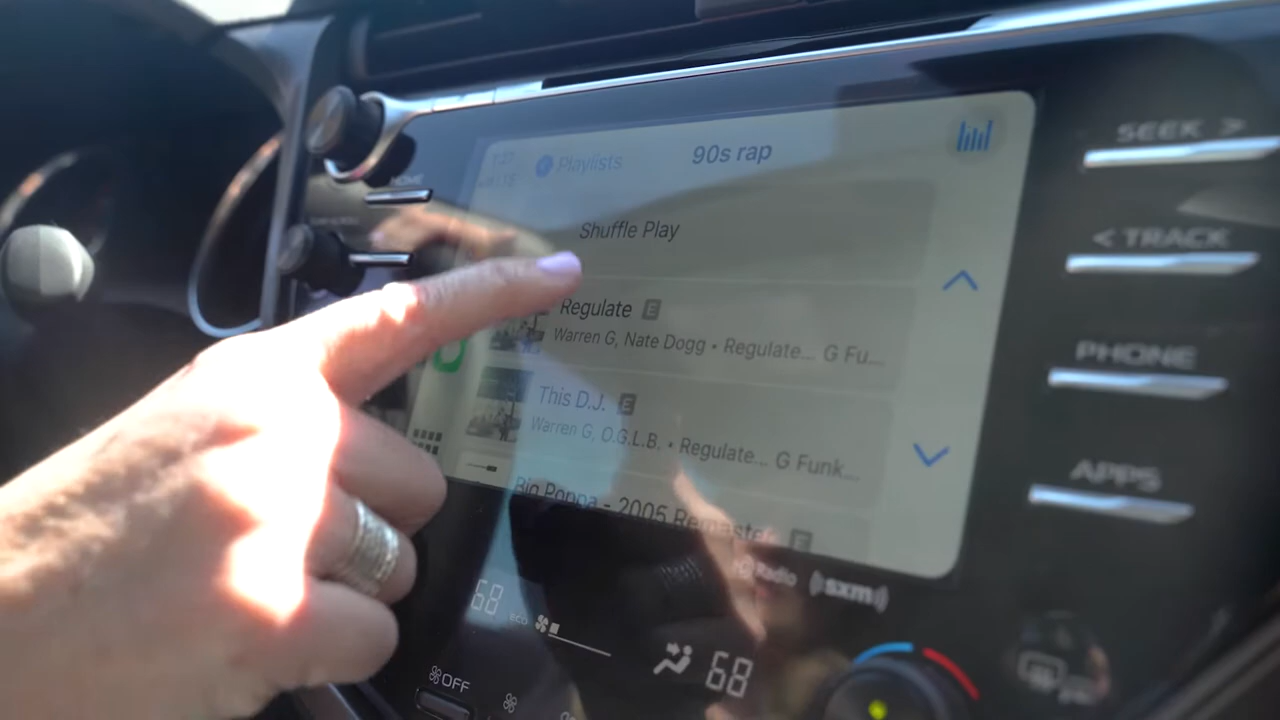 Playlists
90s rap
SEEK >
Shuffle Play
< TRACK
Regulate E
Warren G, Nate Dogg • Regulate... G Fu...
PHONE
This D.J. E
Warren G, O.G.L.B. • Regulate... G Funk...
APPS
Big Poppa - 2005 Remaster E
Radio
((sxm))
68
ECO
68
OFF